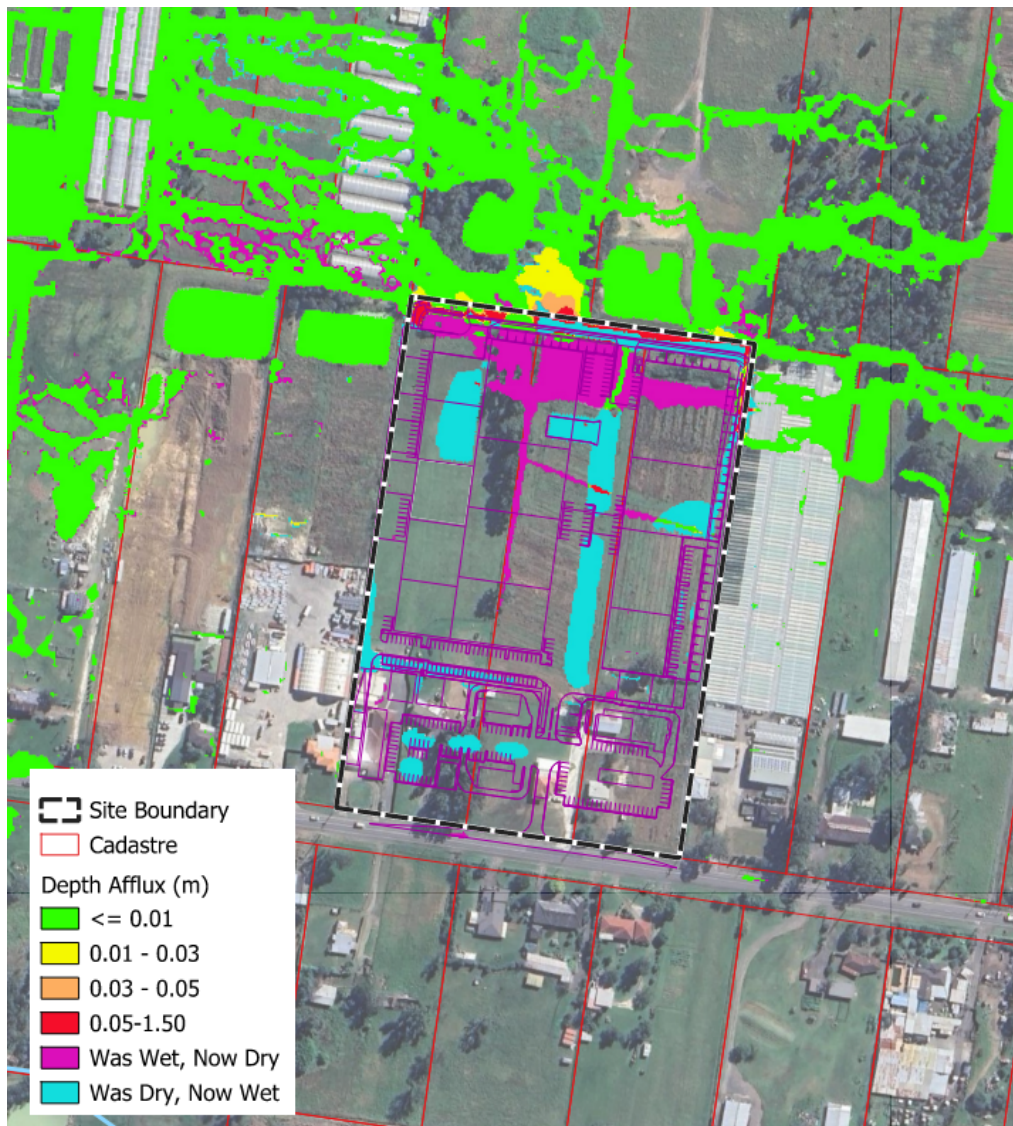 Site Boundary
Cadastre
Depth Afflux (m)
<= 0.01
0.01 - 0.03
0.03 - 0.05
0.05-1.50
Was Wet, Now Dry
Was Dry, Now Wet